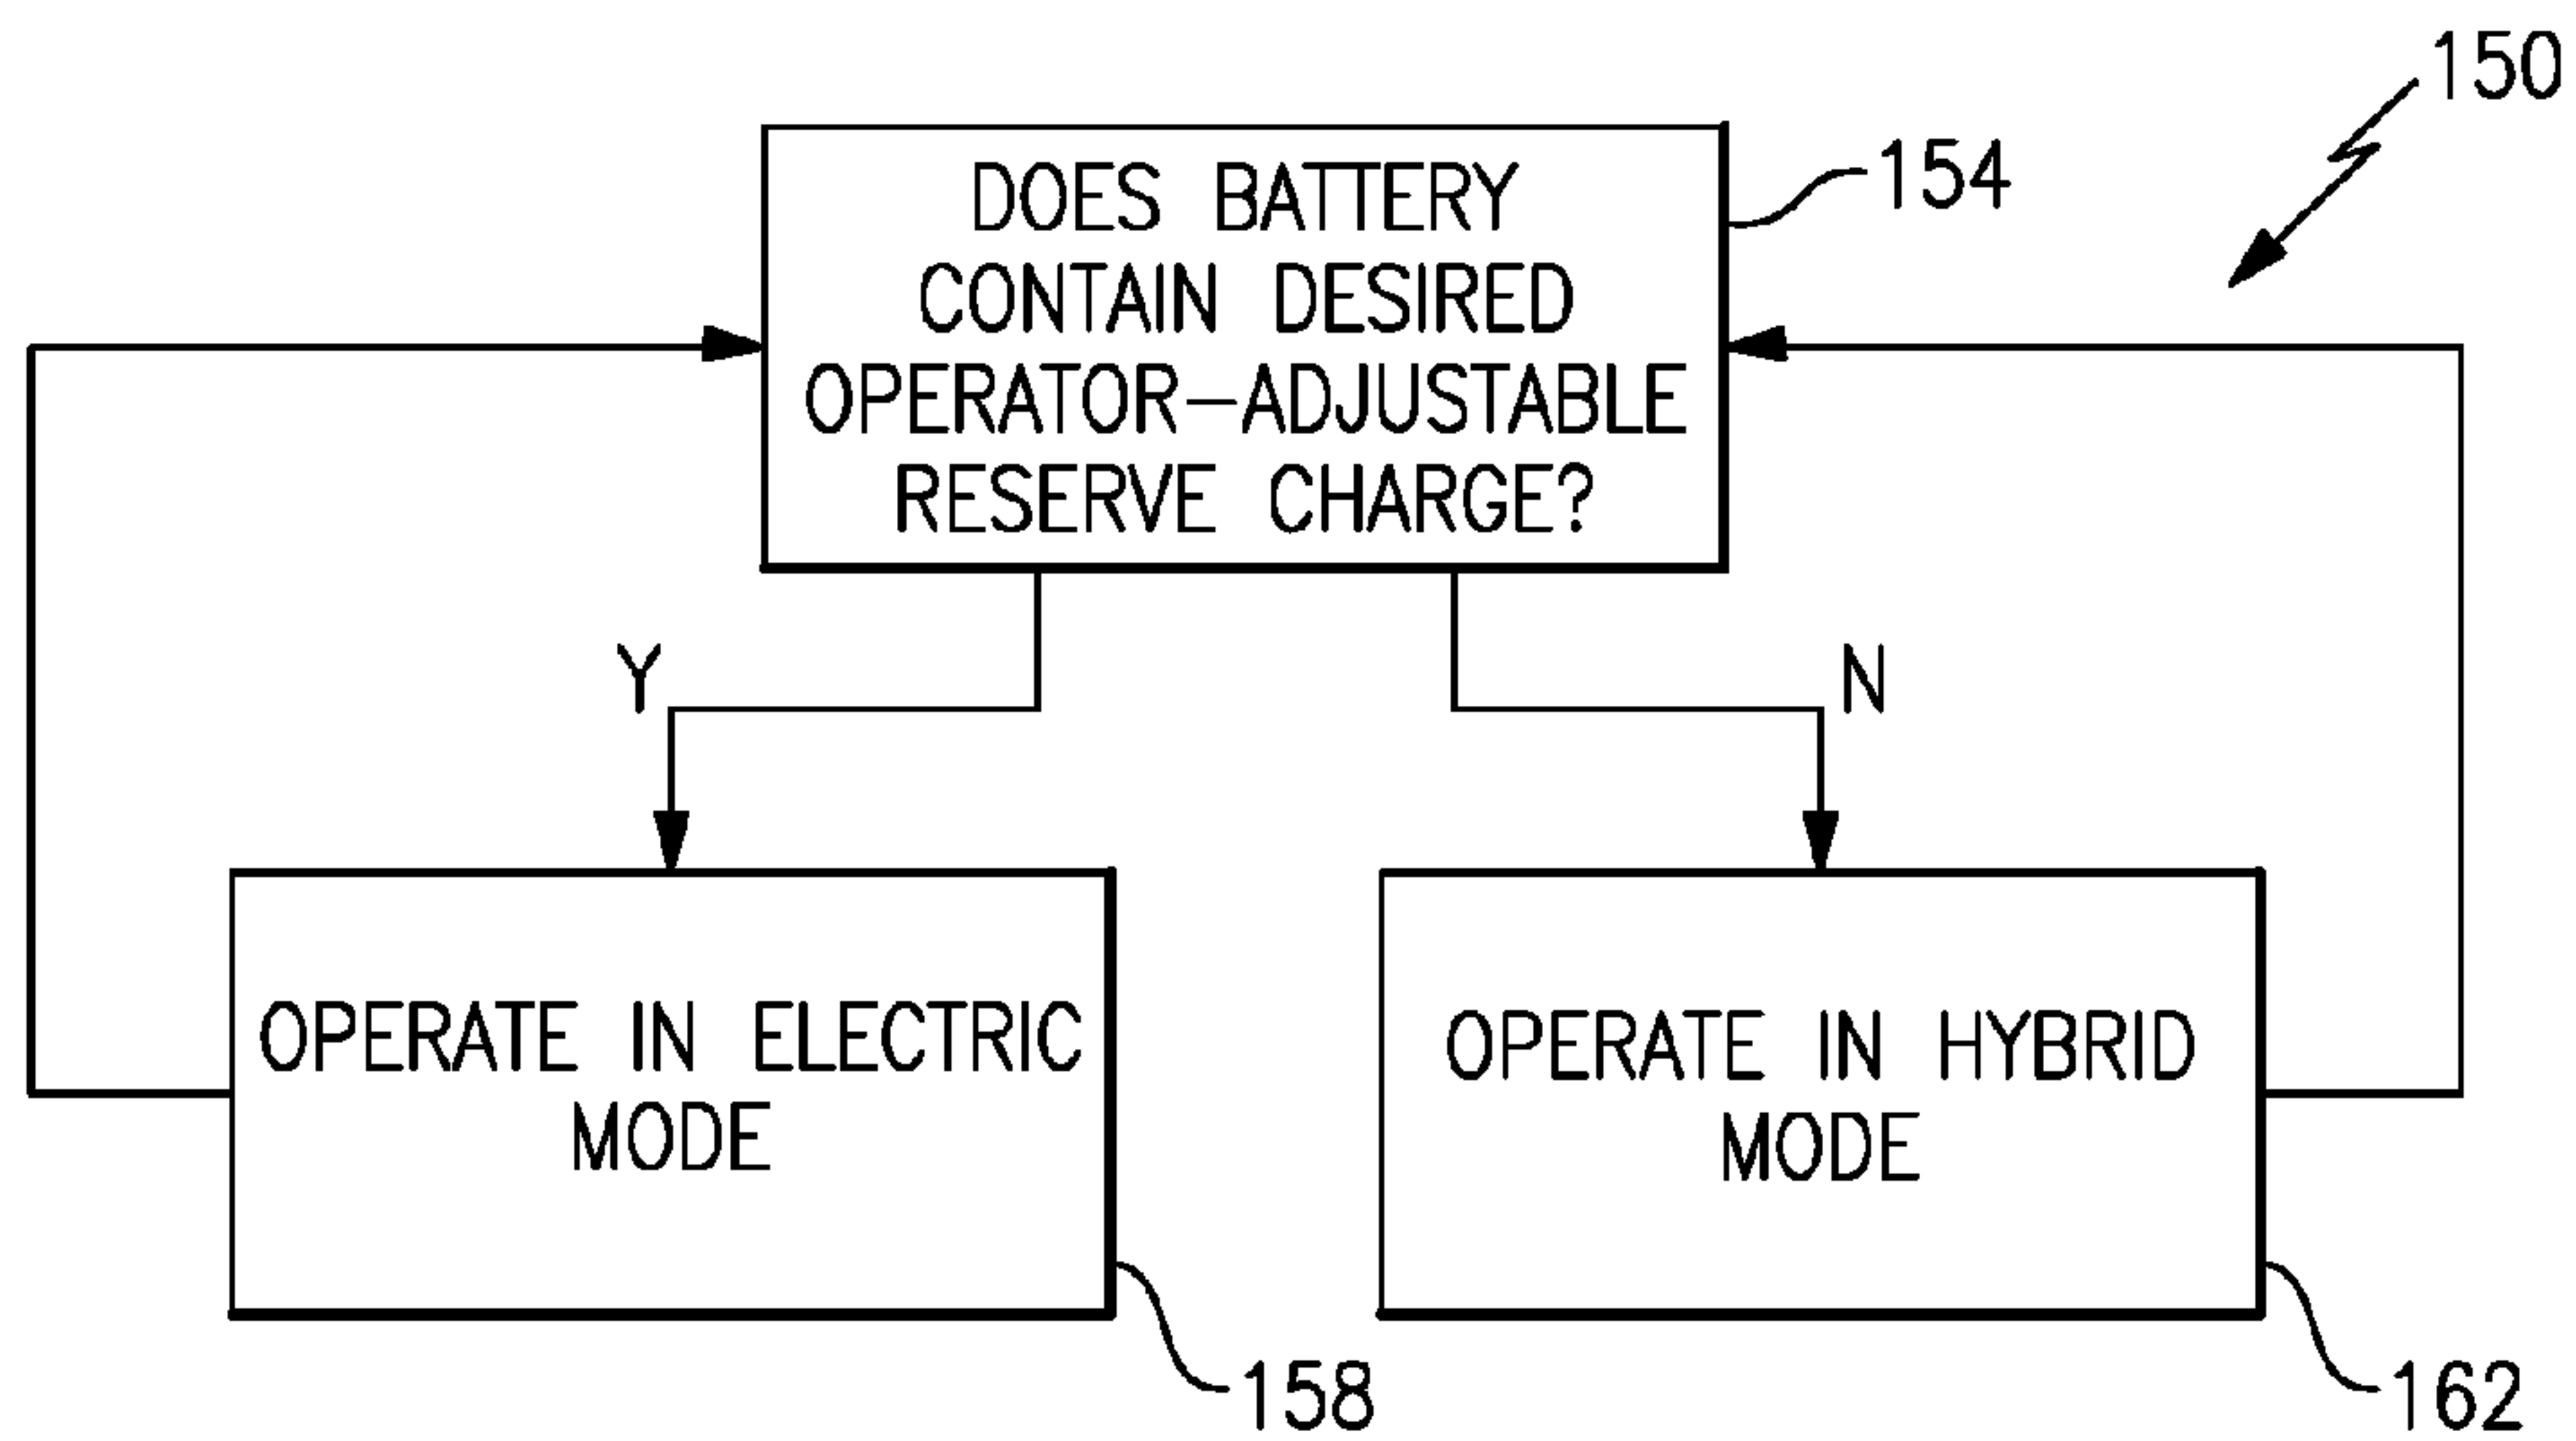 150
DOES BATTERY
CONTAIN DESIRED
OPERATOR-ADJUSTABLE
RESERVE CHARGE?
154
Y
N
OPERATE IN ELECTRIC
MODE
OPERATE IN HYBRID
MODE
158
162